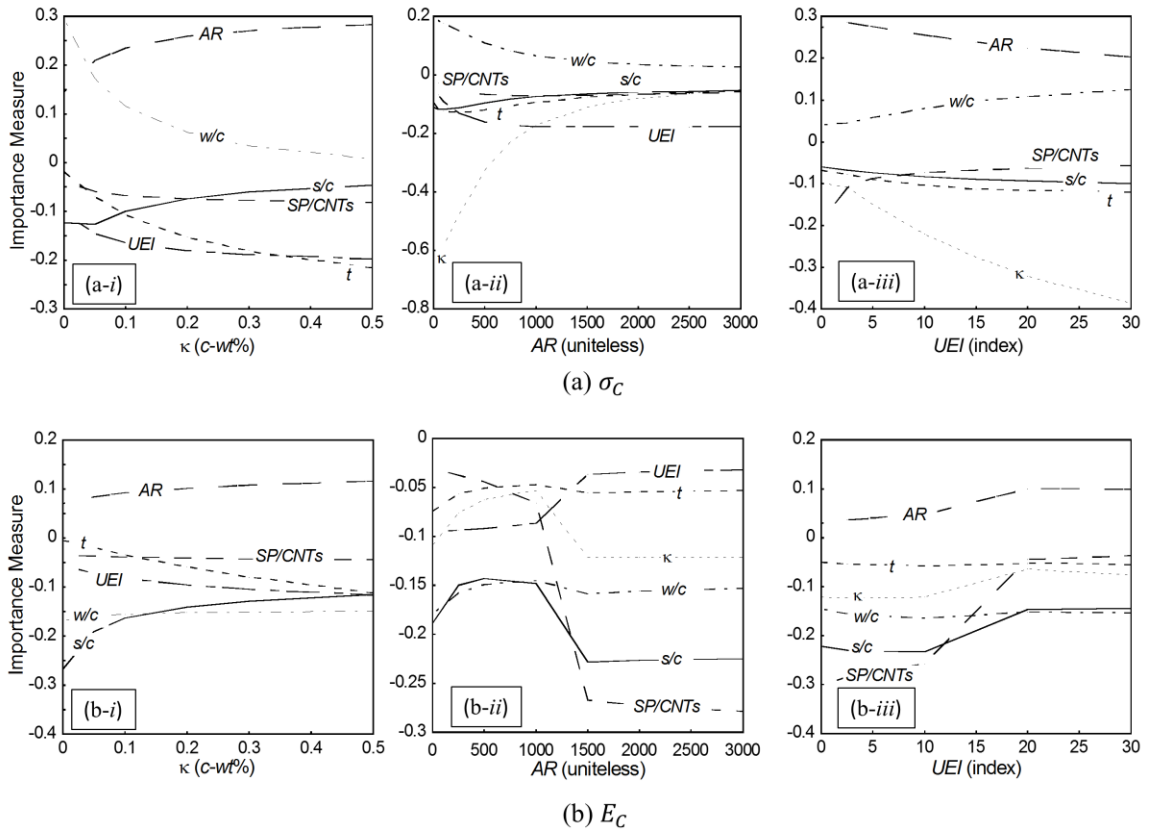 0.3
0.2
0.1
0
-0.1
-0.2
0.3
Importance Measure
AR
w/c
s/c
SP/CNTs
UEI
t
(a-i)
0 0.1 0.2 0.3 0.4 0.5
κ (c-wt%)
0.2
0
-0.2
-0.4
-0.6
0.8
w/c
SP/CNTs
s/c
t
UEI
κ
(a-ii)
0 500 1000 1500 2000 2500 3000
AR (uniteless)
0.3
0.2
0.1
0
-0.1
-0.2
-0.3
-0.4
AR
w/c
SP/CNTs
s/c
t
κ
(a-iii)
0 5 10 15 20 25 30
UEI (index)
(a) σC
0.2
0.1
0
-0.1
-0.2
-0.3
-0.4
Importance Measure
AR
t
SP/CNTs
UEI
w/c
s/c
(b-i)
0 0.1 0.2 0.3 0.4 0.5
κ (c-wt%)
0
-0.05
-0.1
-0.15
-0.2
-0.25
-0.3
UEI
t
κ
w/c
s/c
SP/CNTs
(b-ii)
0 500 1000 1500 2000 2500 3000
AR (uniteless)
0.2
0.1
0
-0.1
-0.2
-0.3
-0.4
AR
t
κ
w/c
s/c
SP/CNTs
(b-iii)
0 5 10 15 20 25 30
UEI (index)
(b) EC